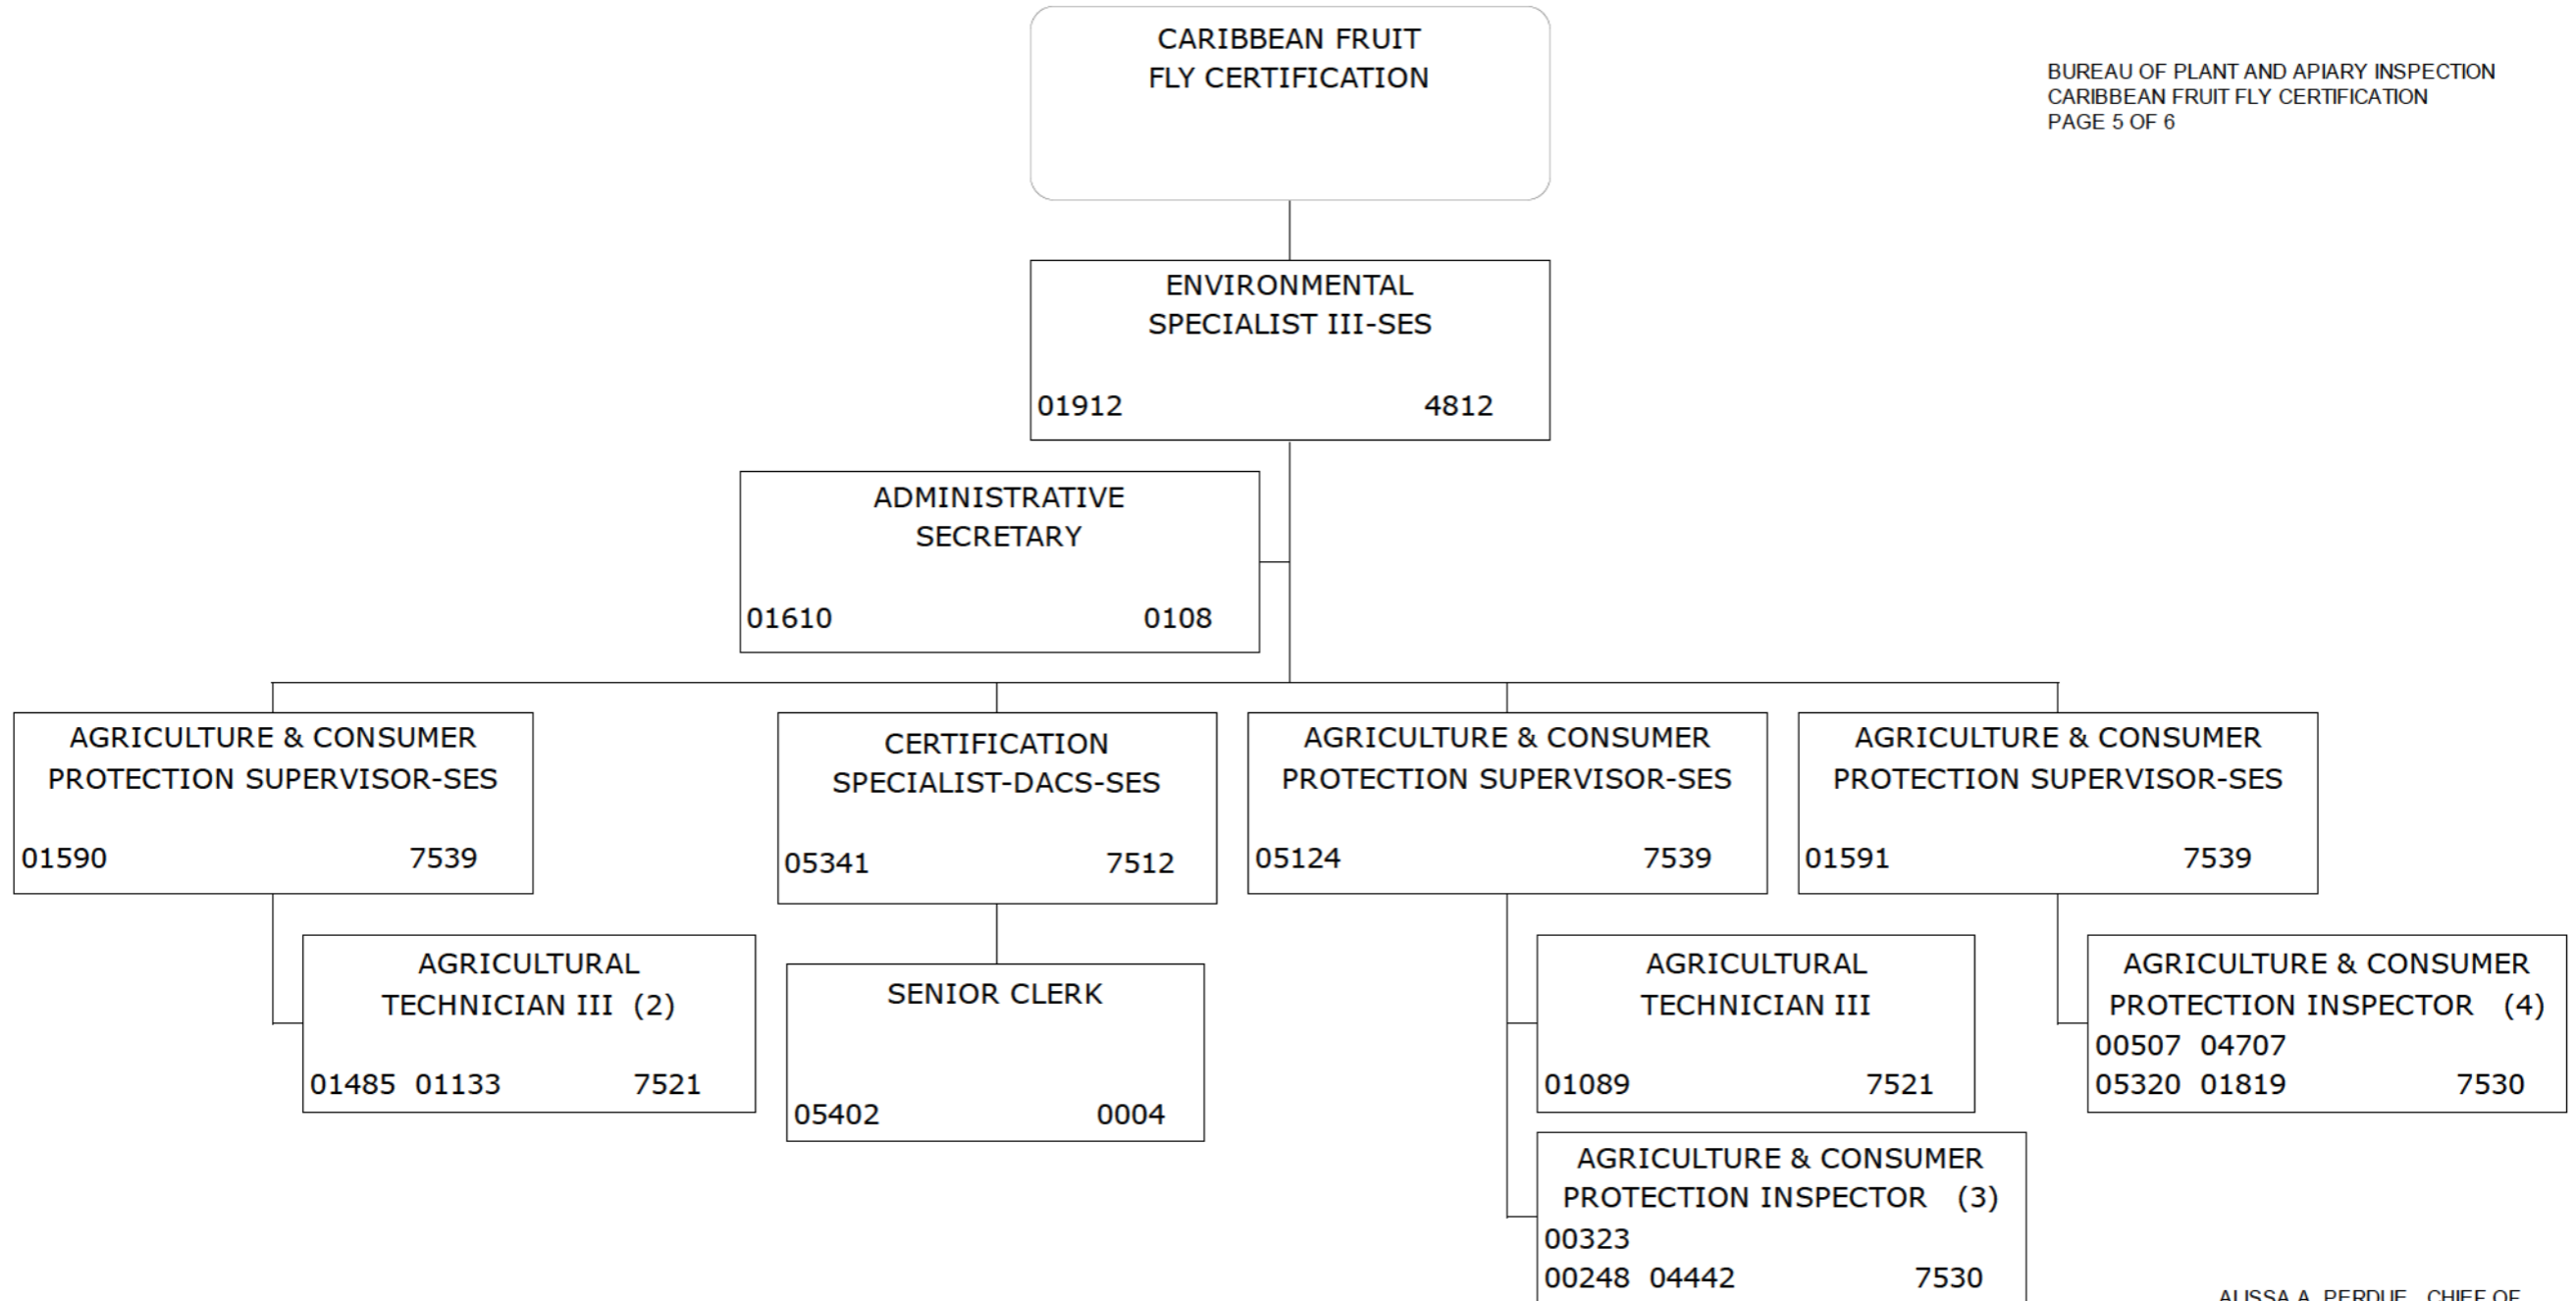 CARIBBEAN FRUIT
FLY CERTIFICATION
BUREAU OF PLANT AND APIARY INSPECTION
CARIBBEAN FRUIT FLY CERTIFICATION
PAGE 5 OF 6
ENVIRONMENTAL
SPECIALIST III-SES
01912 4812
ADMINISTRATIVE
SECRETARY
01610 0108
AGRICULTURE & CONSUMER
PROTECTION SUPERVISOR-SES
01590 7539
CERTIFICATION
SPECIALIST-DACS-SES
05341 7512
AGRICULTURE & CONSUMER
PROTECTION SUPERVISOR-SES
05124 7539
AGRICULTURE & CONSUMER
PROTECTION SUPERVISOR-SES
01591 7539
AGRICULTURAL
TECHNICIAN III (2)
01485 01133 7521
SENIOR CLERK
05402 0004
AGRICULTURAL
TECHNICIAN III
01089 7521
AGRICULTURE & CONSUMER
PROTECTION INSPECTOR (4)
00507 04707
05320 01819 7530
AGRICULTURE & CONSUMER
PROTECTION INSPECTOR (3)
00323
00248 04442 7530
ALISSA A. PERDUE, CHIEF OF